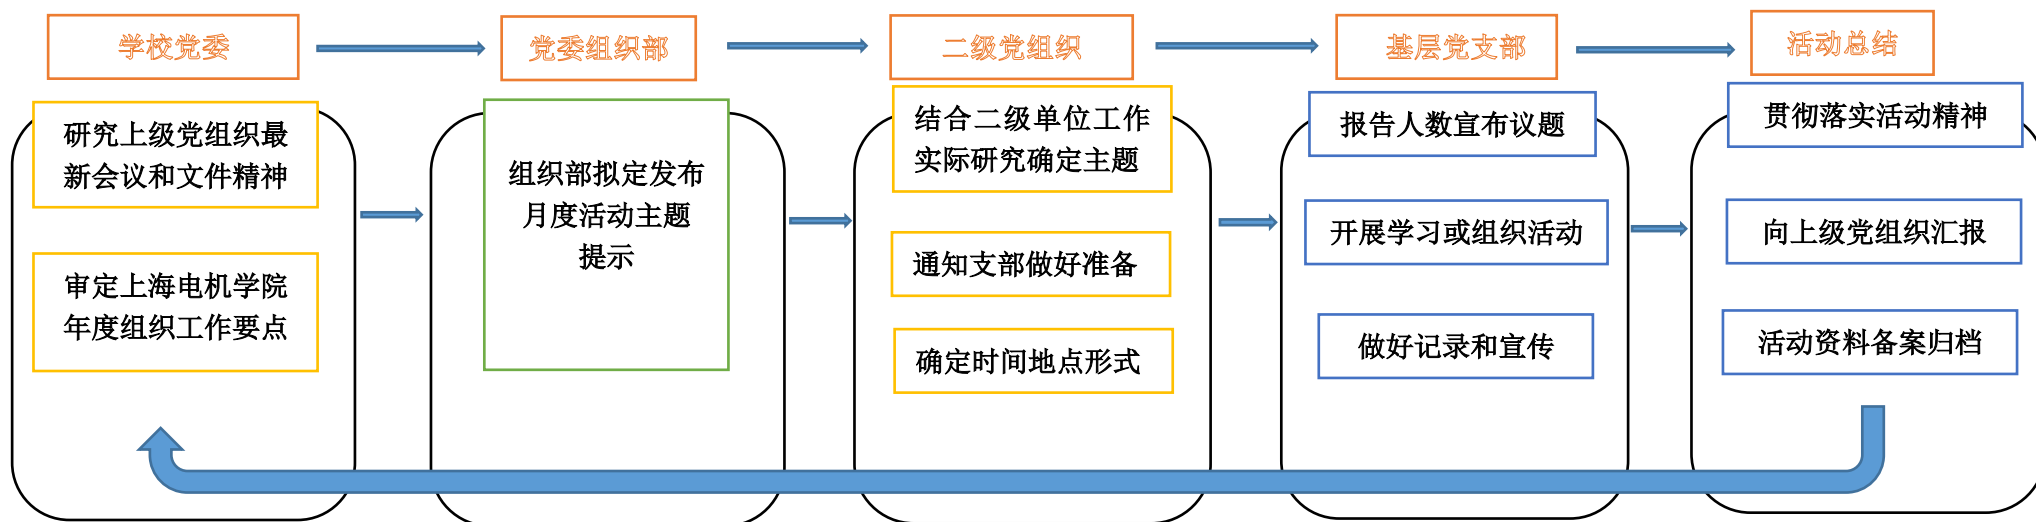 学校党委
党委组织部
二级党组织
基层党支部
活动总结
研究上级党组织最
新会议和文件精神
审定上海电机学院
年度组织工作要点
组织部拟定发布
月度活动主题
提示
结合二级单位工作
实际研究确定主题
通知支部做好准备
确定时间地点形式
报告人数宣布议题
开展学习或组织活动
做好记录和宣传
贯彻落实活动精神
向上级党组织汇报
活动资料备案归档